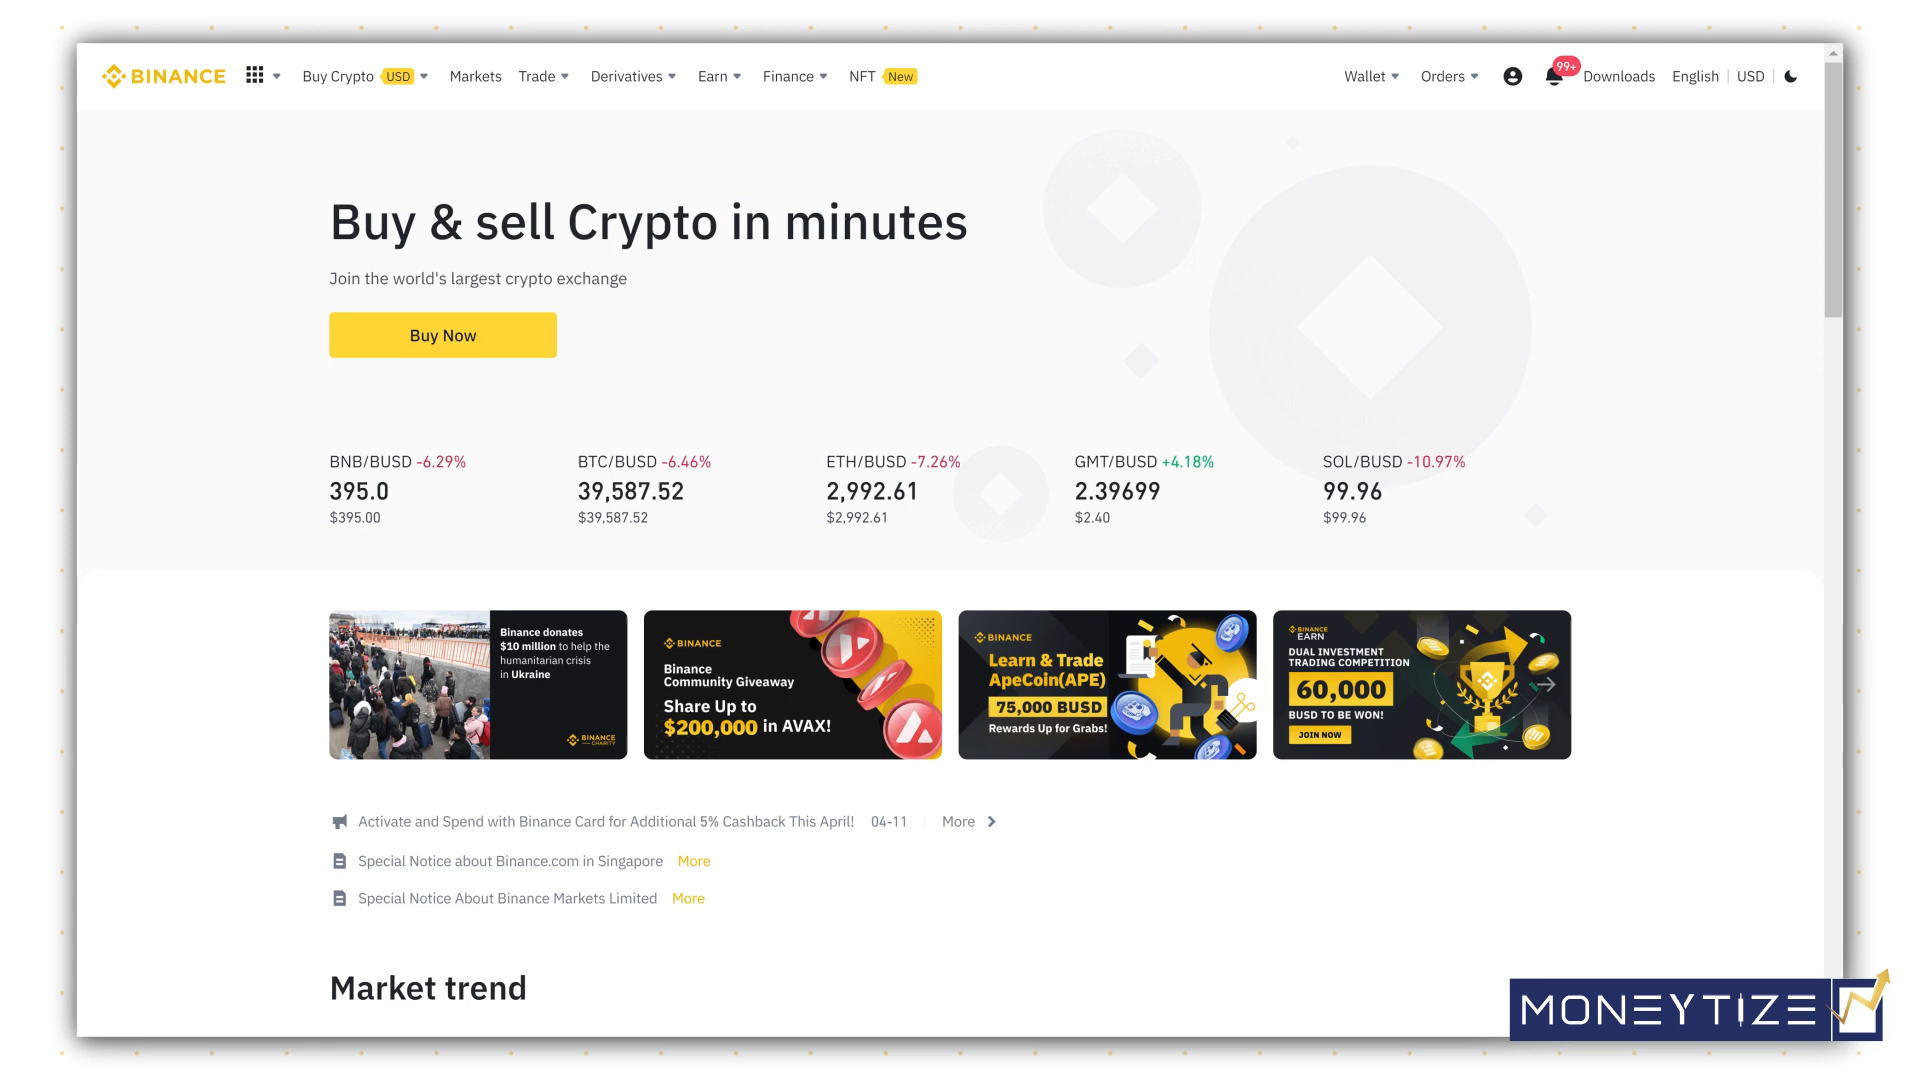 BINANCE
Buy Crypto USD
Markets
Trade
Derivatives
Earn
Finance
NFT New
Wallet
Orders
99+
Downloads
English
USD
Buy & sell Crypto in minutes
Join the world's largest crypto exchange
Buy Now
BNB/BUSD -6.29%
395.0
$395.00
BTC/BUSD -6.46%
39,587.52
$39,587.52
ETH/BUSD -7.26%
2,992.61
$2,992.61
GMT/BUSD +4.18%
2.39699
$2.40
SOL/BUSD -10.97%
99.96
$99.96
Binance donates
$10 million to help the
humanitarian crisis
in Ukraine
BINANCE
CHARITY
BINANCE
Binance
Community Giveaway
Share Up to
$200,000 in AVAX!
BINANCE
Learn & Trade
ApeCoin(APE)
75,000 BUSD
Rewards Up for Grabs!
BINANCE
EARN
DUAL INVESTMENT
TRADING COMPETITION
60,000
BUSD TO BE WON!
JOIN NOW
Activate and Spend with Binance Card for Additional 5% Cashback This April! 04-11 More
Special Notice about Binance.com in Singapore More
Special Notice About Binance Markets Limited More
Market trend
MONEYTIZE